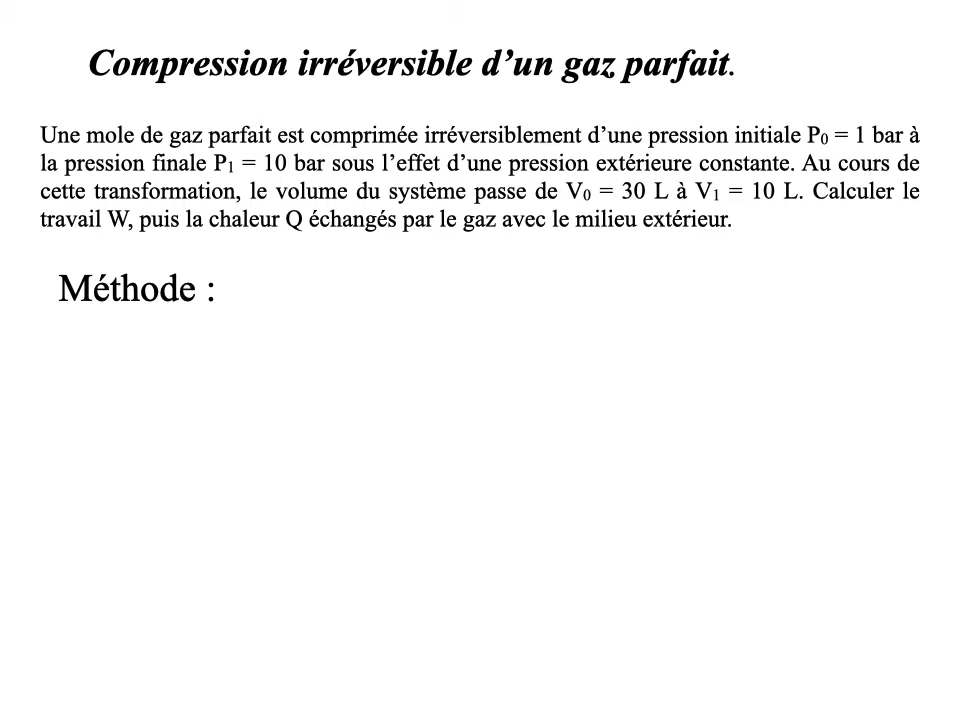 Compression irréversible d’un gaz parfait.
Une mole de gaz parfait est comprimée irréversiblement d’une pression initiale P₀ = 1 bar à
la pression finale P₁ = 10 bar sous l’effet d’une pression extérieure constante. Au cours de
cette transformation, le volume du système passe de V₀ = 30 L à V₁ = 10 L. Calculer le
travail W, puis la chaleur Q échangés par le gaz avec le milieu extérieur.
Méthode :